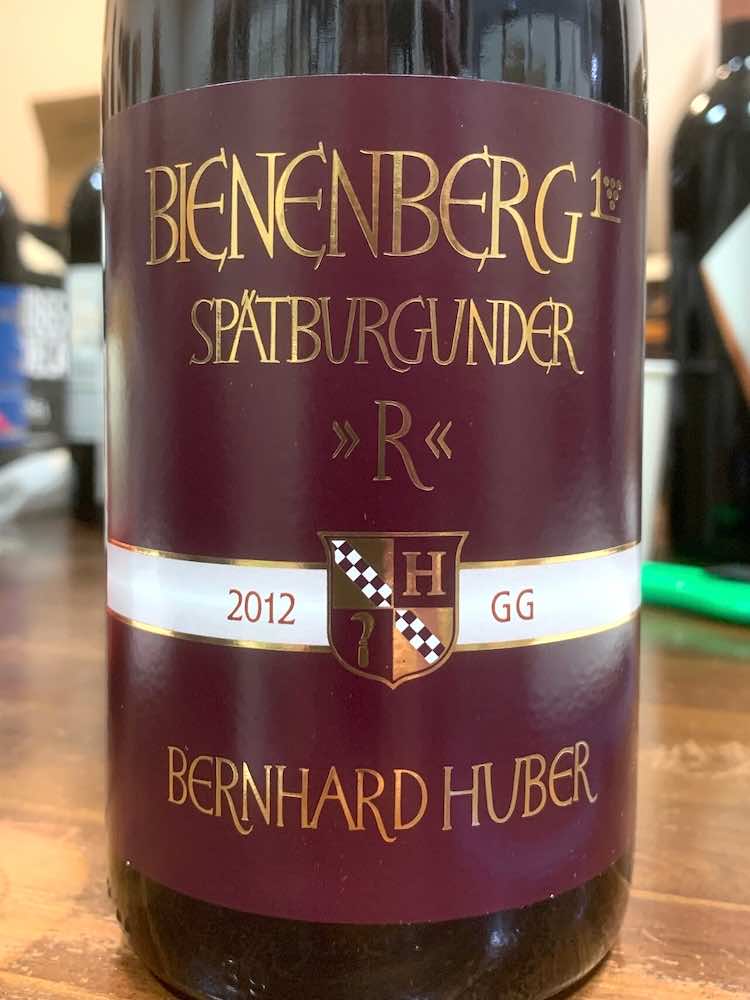 BIENENBERG 1
SPÄTBURGUNDER
»R«
H
2012 GG
BERNHARD HUBER